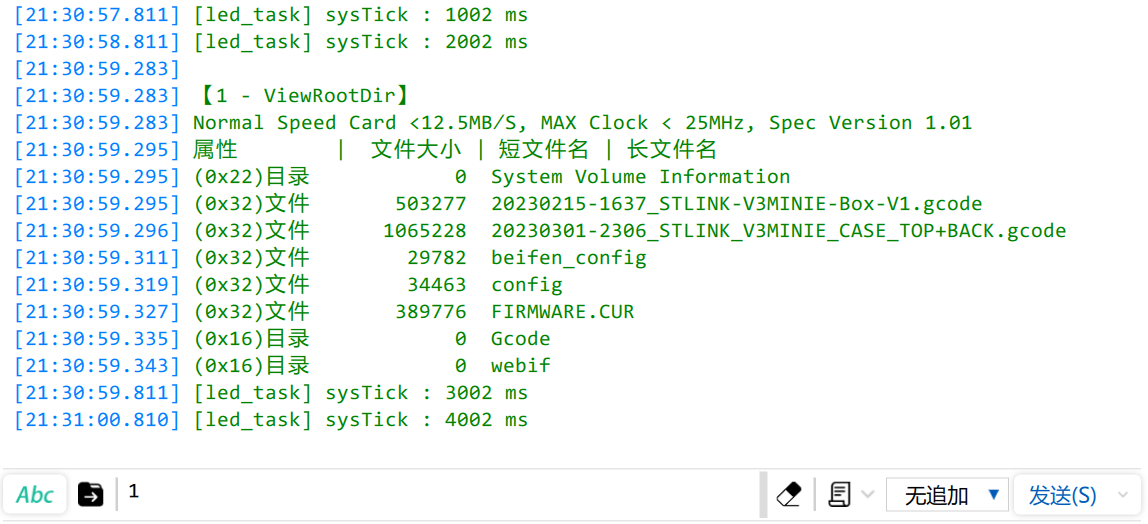 [21:30:57.811] [led_task] sysTick : 1002 ms
[21:30:58.811] [led_task] sysTick : 2002 ms
[21:30:59.283]
[21:30:59.283] 【1 - ViewRootDir】
[21:30:59.283] Normal Speed Card <12.5MB/S, MAX Clock < 25MHz, Spec Version 1.01
[21:30:59.295] 属性 | 文件大小 | 短文件名 | 长文件名
[21:30:59.295] (0x22)目录 0 System Volume Information
[21:30:59.295] (0x32)文件 503277 20230215-1637_STLINK-V3MINIE-Box-V1.gcode
[21:30:59.296] (0x32)文件 1065228 20230301-2306_STLINK_V3MINIE_CASE_TOP+BACK.gcode
[21:30:59.311] (0x32)文件 29782 beifen_config
[21:30:59.319] (0x32)文件 34463 config
[21:30:59.327] (0x32)文件 389776 FIRMWARE.CUR
[21:30:59.335] (0x16)目录 0 Gcode
[21:30:59.343] (0x16)目录 0 webif
[21:30:59.811] [led_task] sysTick : 3002 ms
[21:31:00.810] [led_task] sysTick : 4002 ms
Abc 1 无追加 发送(S)